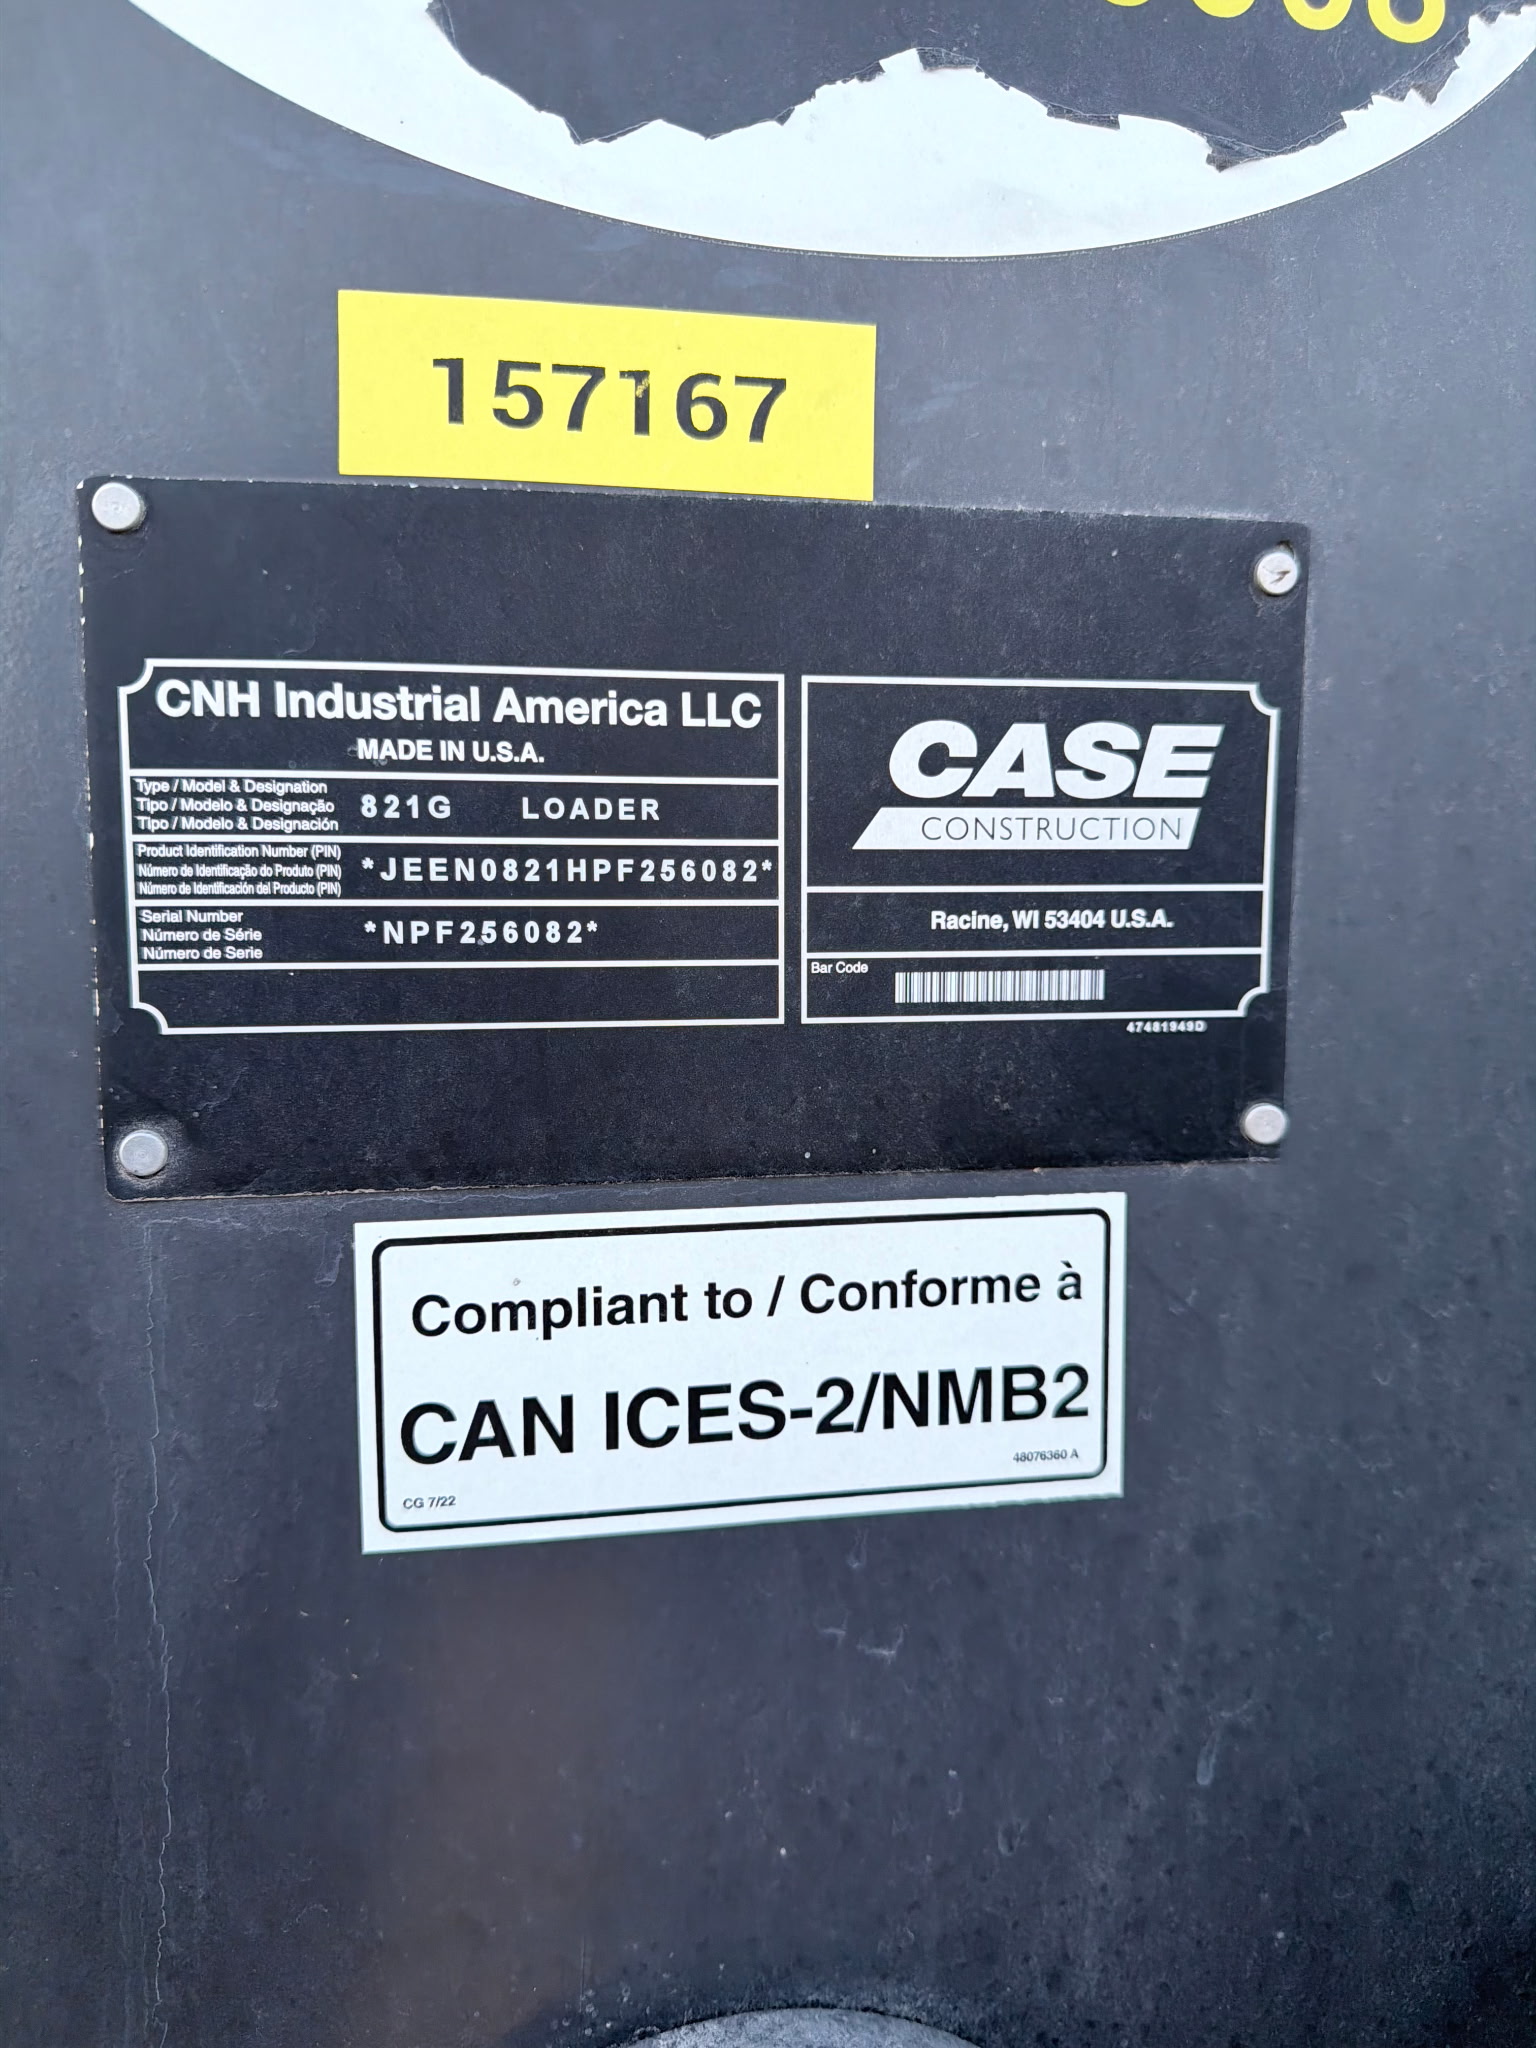 157167
CNH Industrial America LLC
MADE IN U.S.A.
Type / Model & Designation
Tipo / Modelo & Designação
Tipo / Modelo & Designación
821G LOADER
Product Identification Number (PIN)
Número de Identificação do Produto (PIN)
Número de Identificación del Producto (PIN)
*JEEN0821HPF256082*
Serial Number
Número de Série
Número de Serie
*NPF256082*
CASE
CONSTRUCTION
Racine, WI 53404 U.S.A.
Bar Code
47481949D
Compliant to / Conforme à
CAN ICES-2/NMB2
48076360 A
CG 7/22